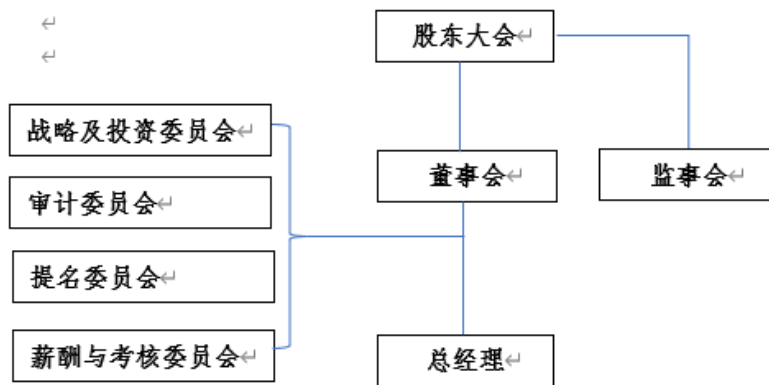 股东大会
战略及投资委员会
董事会
监事会
审计委员会
提名委员会
薪酬与考核委员会
总经理